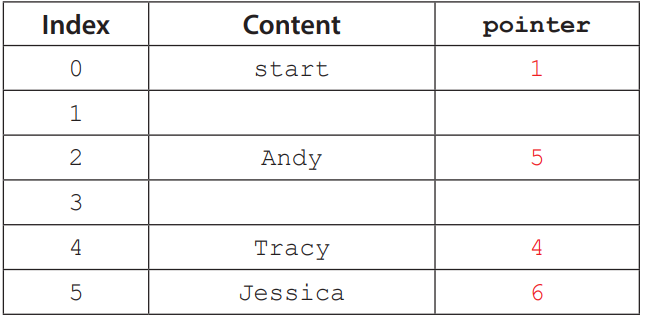 Index Content pointer
0 start 1
1
2 Andy 5
3
4 Tracy 4
5 Jessica 6